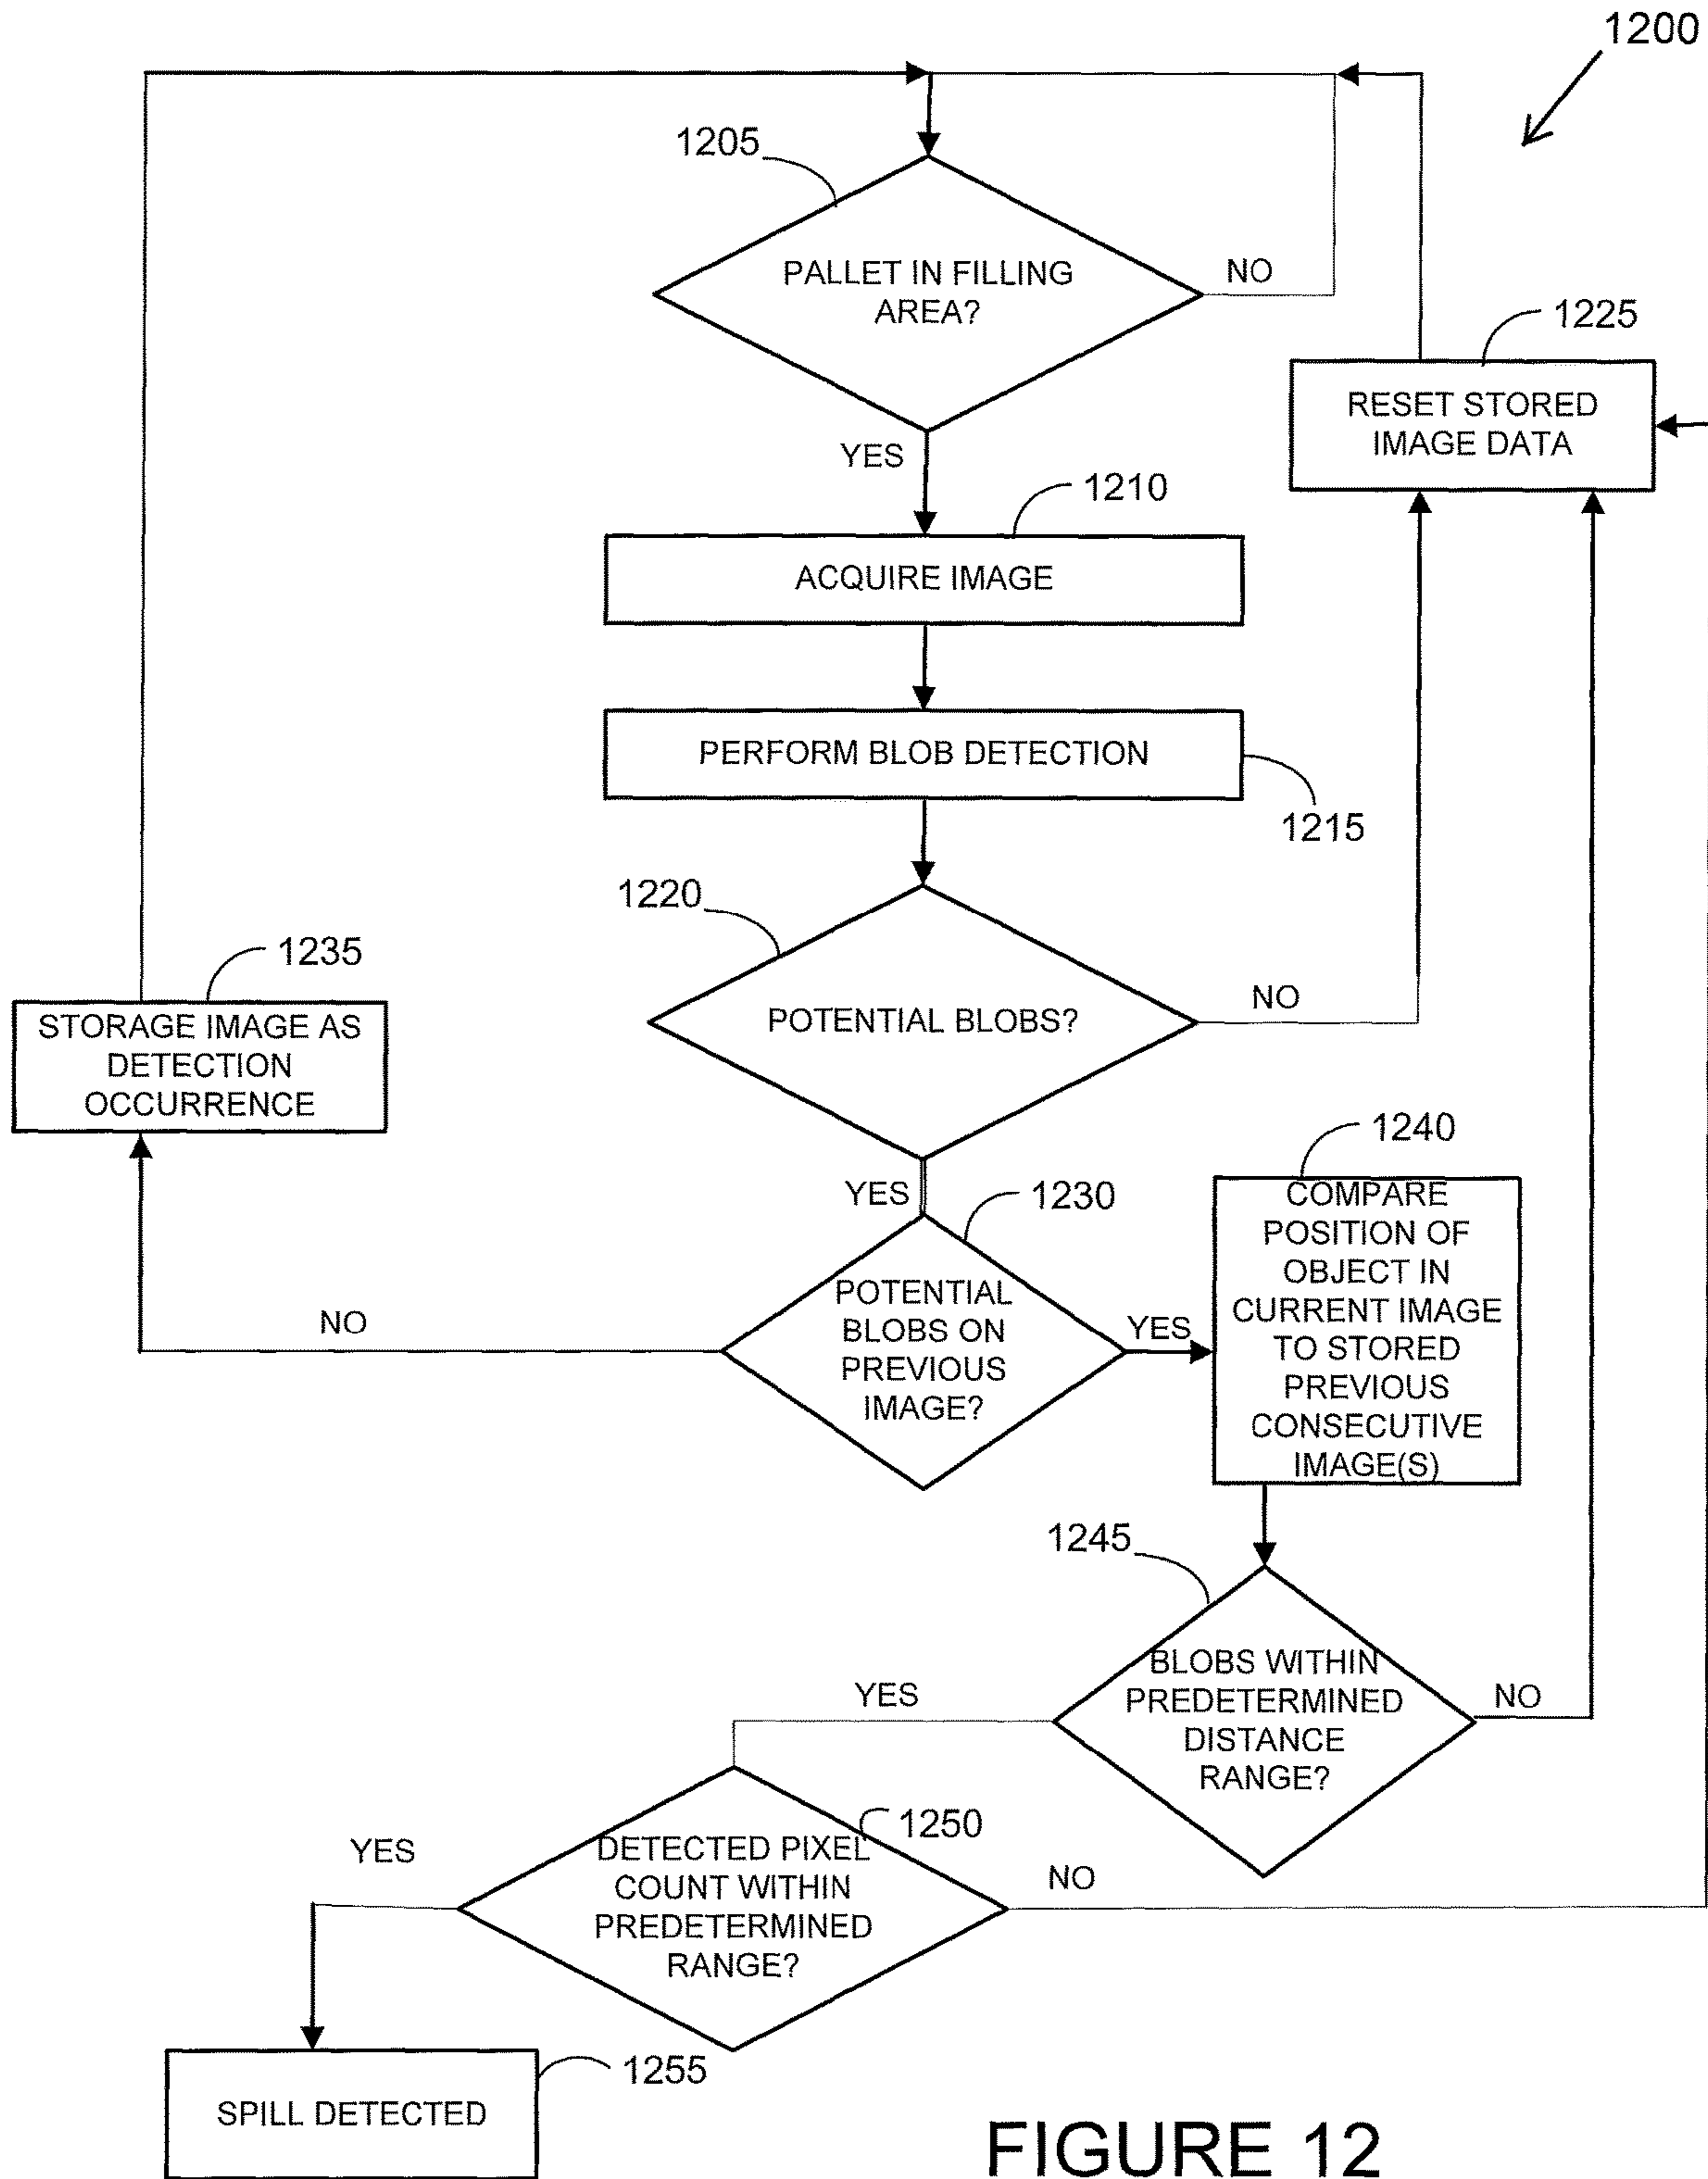 1200
1205
PALLET IN FILLING
AREA?
NO
YES
1225
RESET STORED
IMAGE DATA
1210
ACQUIRE IMAGE
PERFORM BLOB DETECTION
1215
1220
POTENTIAL BLOBS?
NO
YES
1235
STORAGE IMAGE AS
DETECTION
OCCURRENCE
1230
POTENTIAL
BLOBS ON
PREVIOUS
IMAGE?
NO
YES
1240
COMPARE
POSITION OF
OBJECT IN
CURRENT IMAGE
TO STORED
PREVIOUS
CONSECUTIVE
IMAGE(S)
1245
BLOBS WITHIN
PREDETERMINED
DISTANCE
RANGE?
YES
NO
1250
DETECTED PIXEL
COUNT WITHIN
PREDETERMINED
RANGE?
YES
NO
1255
SPILL DETECTED
FIGURE 12